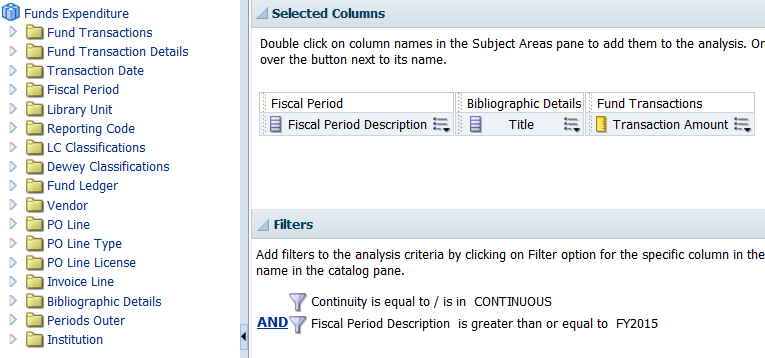 Funds Expenditure
Fund Transactions
Fund Transaction Details
Transaction Date
Fiscal Period
Library Unit
Reporting Code
LC Classifications
Dewey Classifications
Fund Ledger
Vendor
PO Line
PO Line Type
PO Line License
Invoice Line
Bibliographic Details
Periods Outer
Institution
Selected Columns
Double click on column names in the Subject Areas pane to add them to the analysis. On
over the button next to its name.
Fiscal Period Bibliographic Details Fund Transactions
Fiscal Period Description Title Transaction Amount
Filters
Add filters to the analysis criteria by clicking on Filter option for the specific column in the
name in the catalog pane.
Continuity is equal to / is in CONTINUOUS
AND Fiscal Period Description is greater than or equal to FY2015